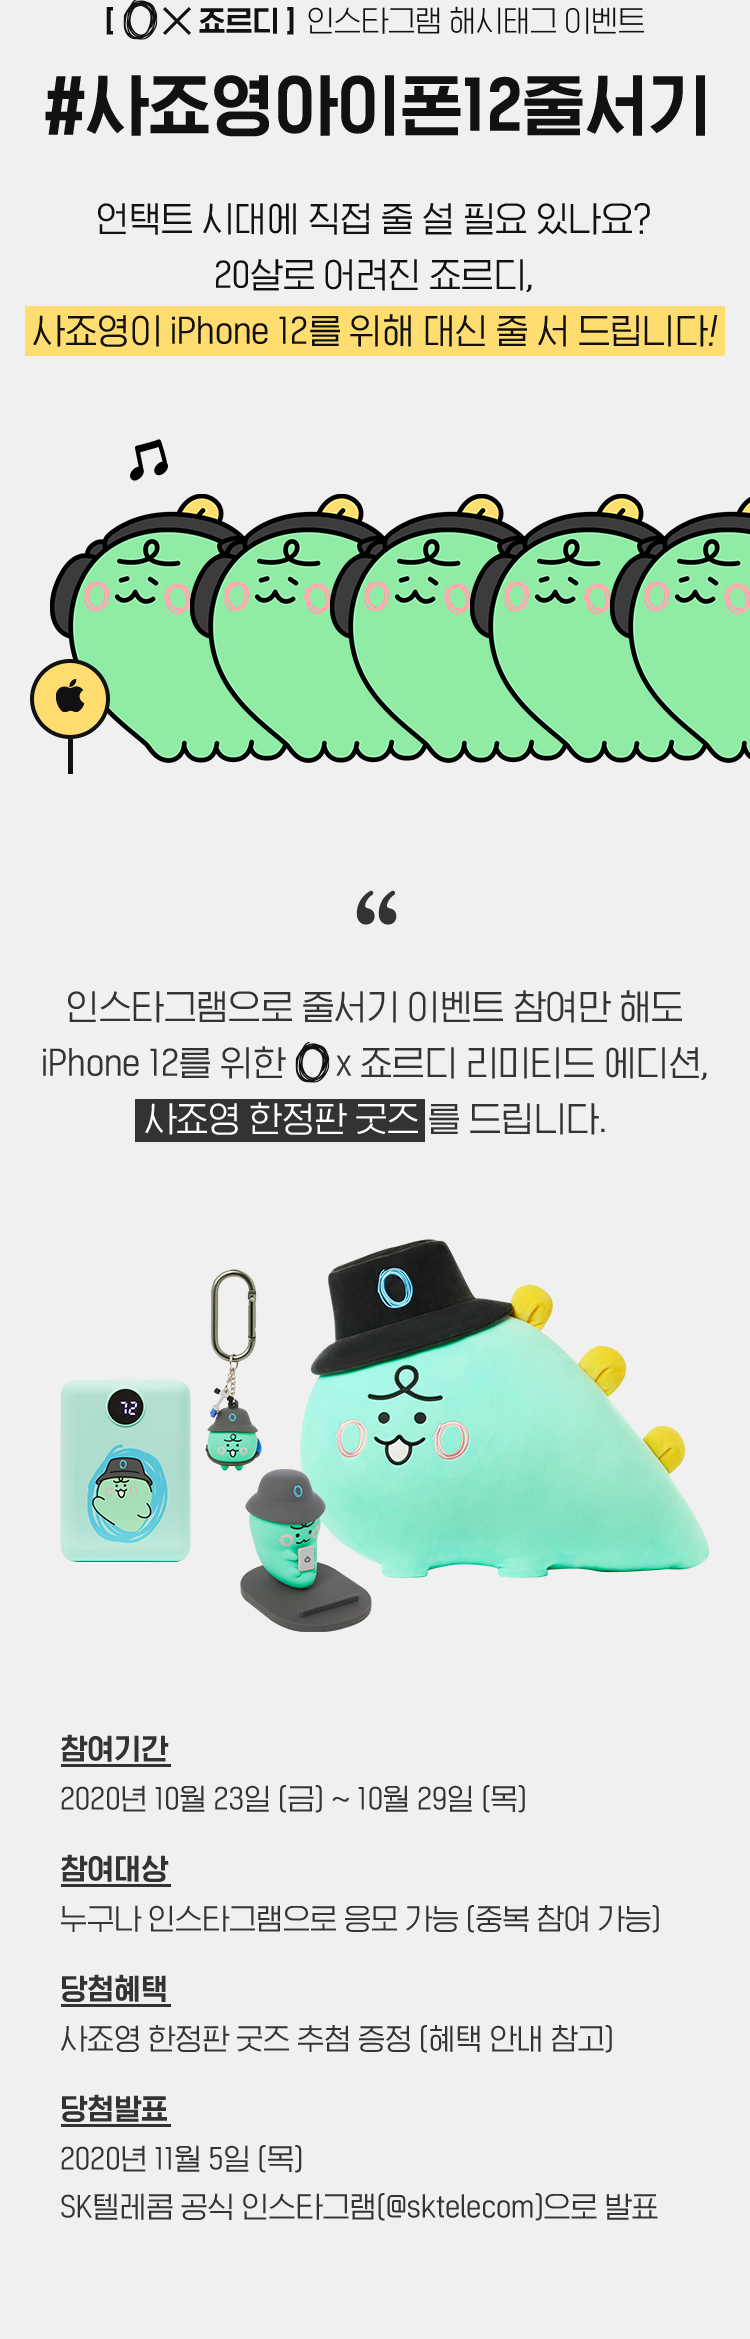 [ 0 X 죠르디 ] 인스타그램 해시태그 이벤트
#사죠영아이폰12줄서기
언택트 시대에 직접 줄 설 필요 있나요?
20살로 어려진 죠르디,
사죠영이 iPhone 12를 위해 대신 줄 서 드립니다!
“
인스타그램으로 줄서기 이벤트 참여만 해도
iPhone 12를 위한 0 x 죠르디 리미티드 에디션,
사죠영 한정판 굿즈를 드립니다.
0
72
0
0
0
참여기간
2020년 10월 23일 (금) ~ 10월 29일 (목)
참여대상
누구나 인스타그램으로 응모 가능 (중복 참여 가능)
당첨혜택
사죠영 한정판 굿즈 추첨 증정 (혜택 안내 참고)
당첨발표
2020년 11월 5일 (목)
SK텔레콤 공식 인스타그램(@sktelecom)으로 발표